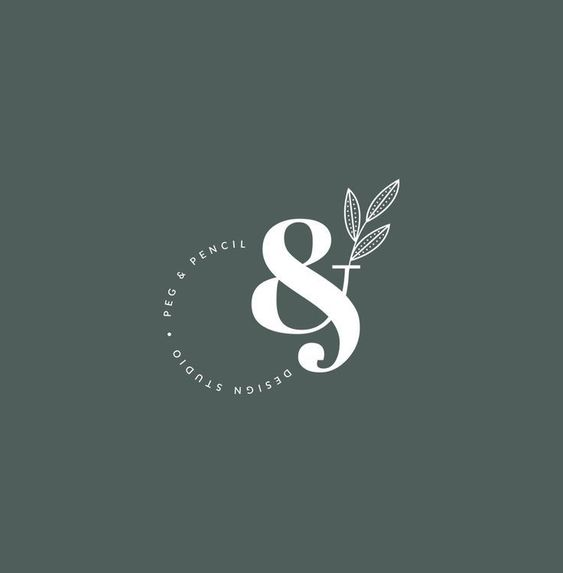 PEG & PENCIL • DESIGN STUDIO
&